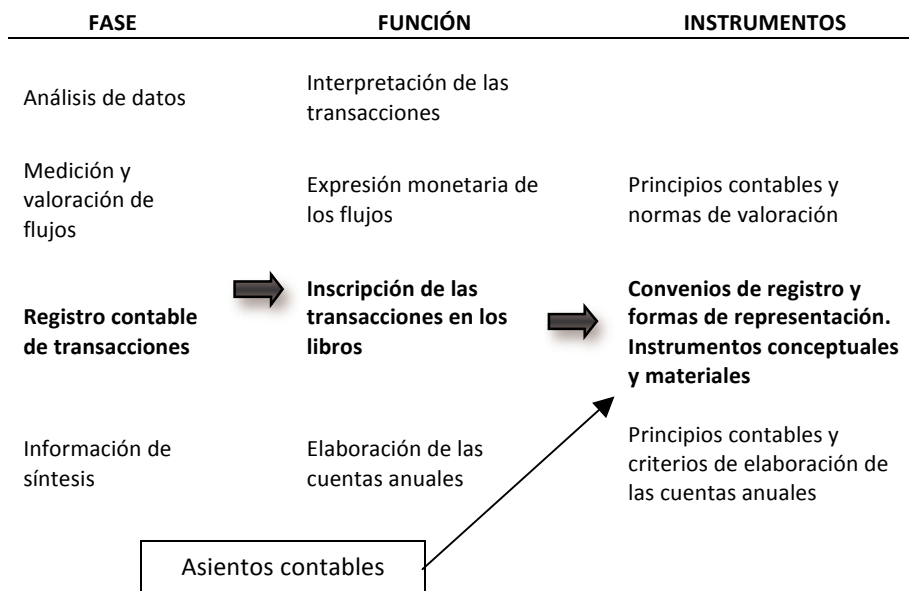 FASE FUNCIÓN INSTRUMENTOS
Análisis de datos
Interpretación de las
transacciones
Medición y
valoración de
flujos
Expresión monetaria de
los flujos
Principios contables y
normas de valoración
Registro contable
de transacciones
Inscripción de las
transacciones en los
libros
Convenios de registro y
formas de representación.
Instrumentos conceptuales
y materiales
Información de
síntesis
Elaboración de las
cuentas anuales
Principios contables y
criterios de elaboración de
las cuentas anuales
Asientos contables